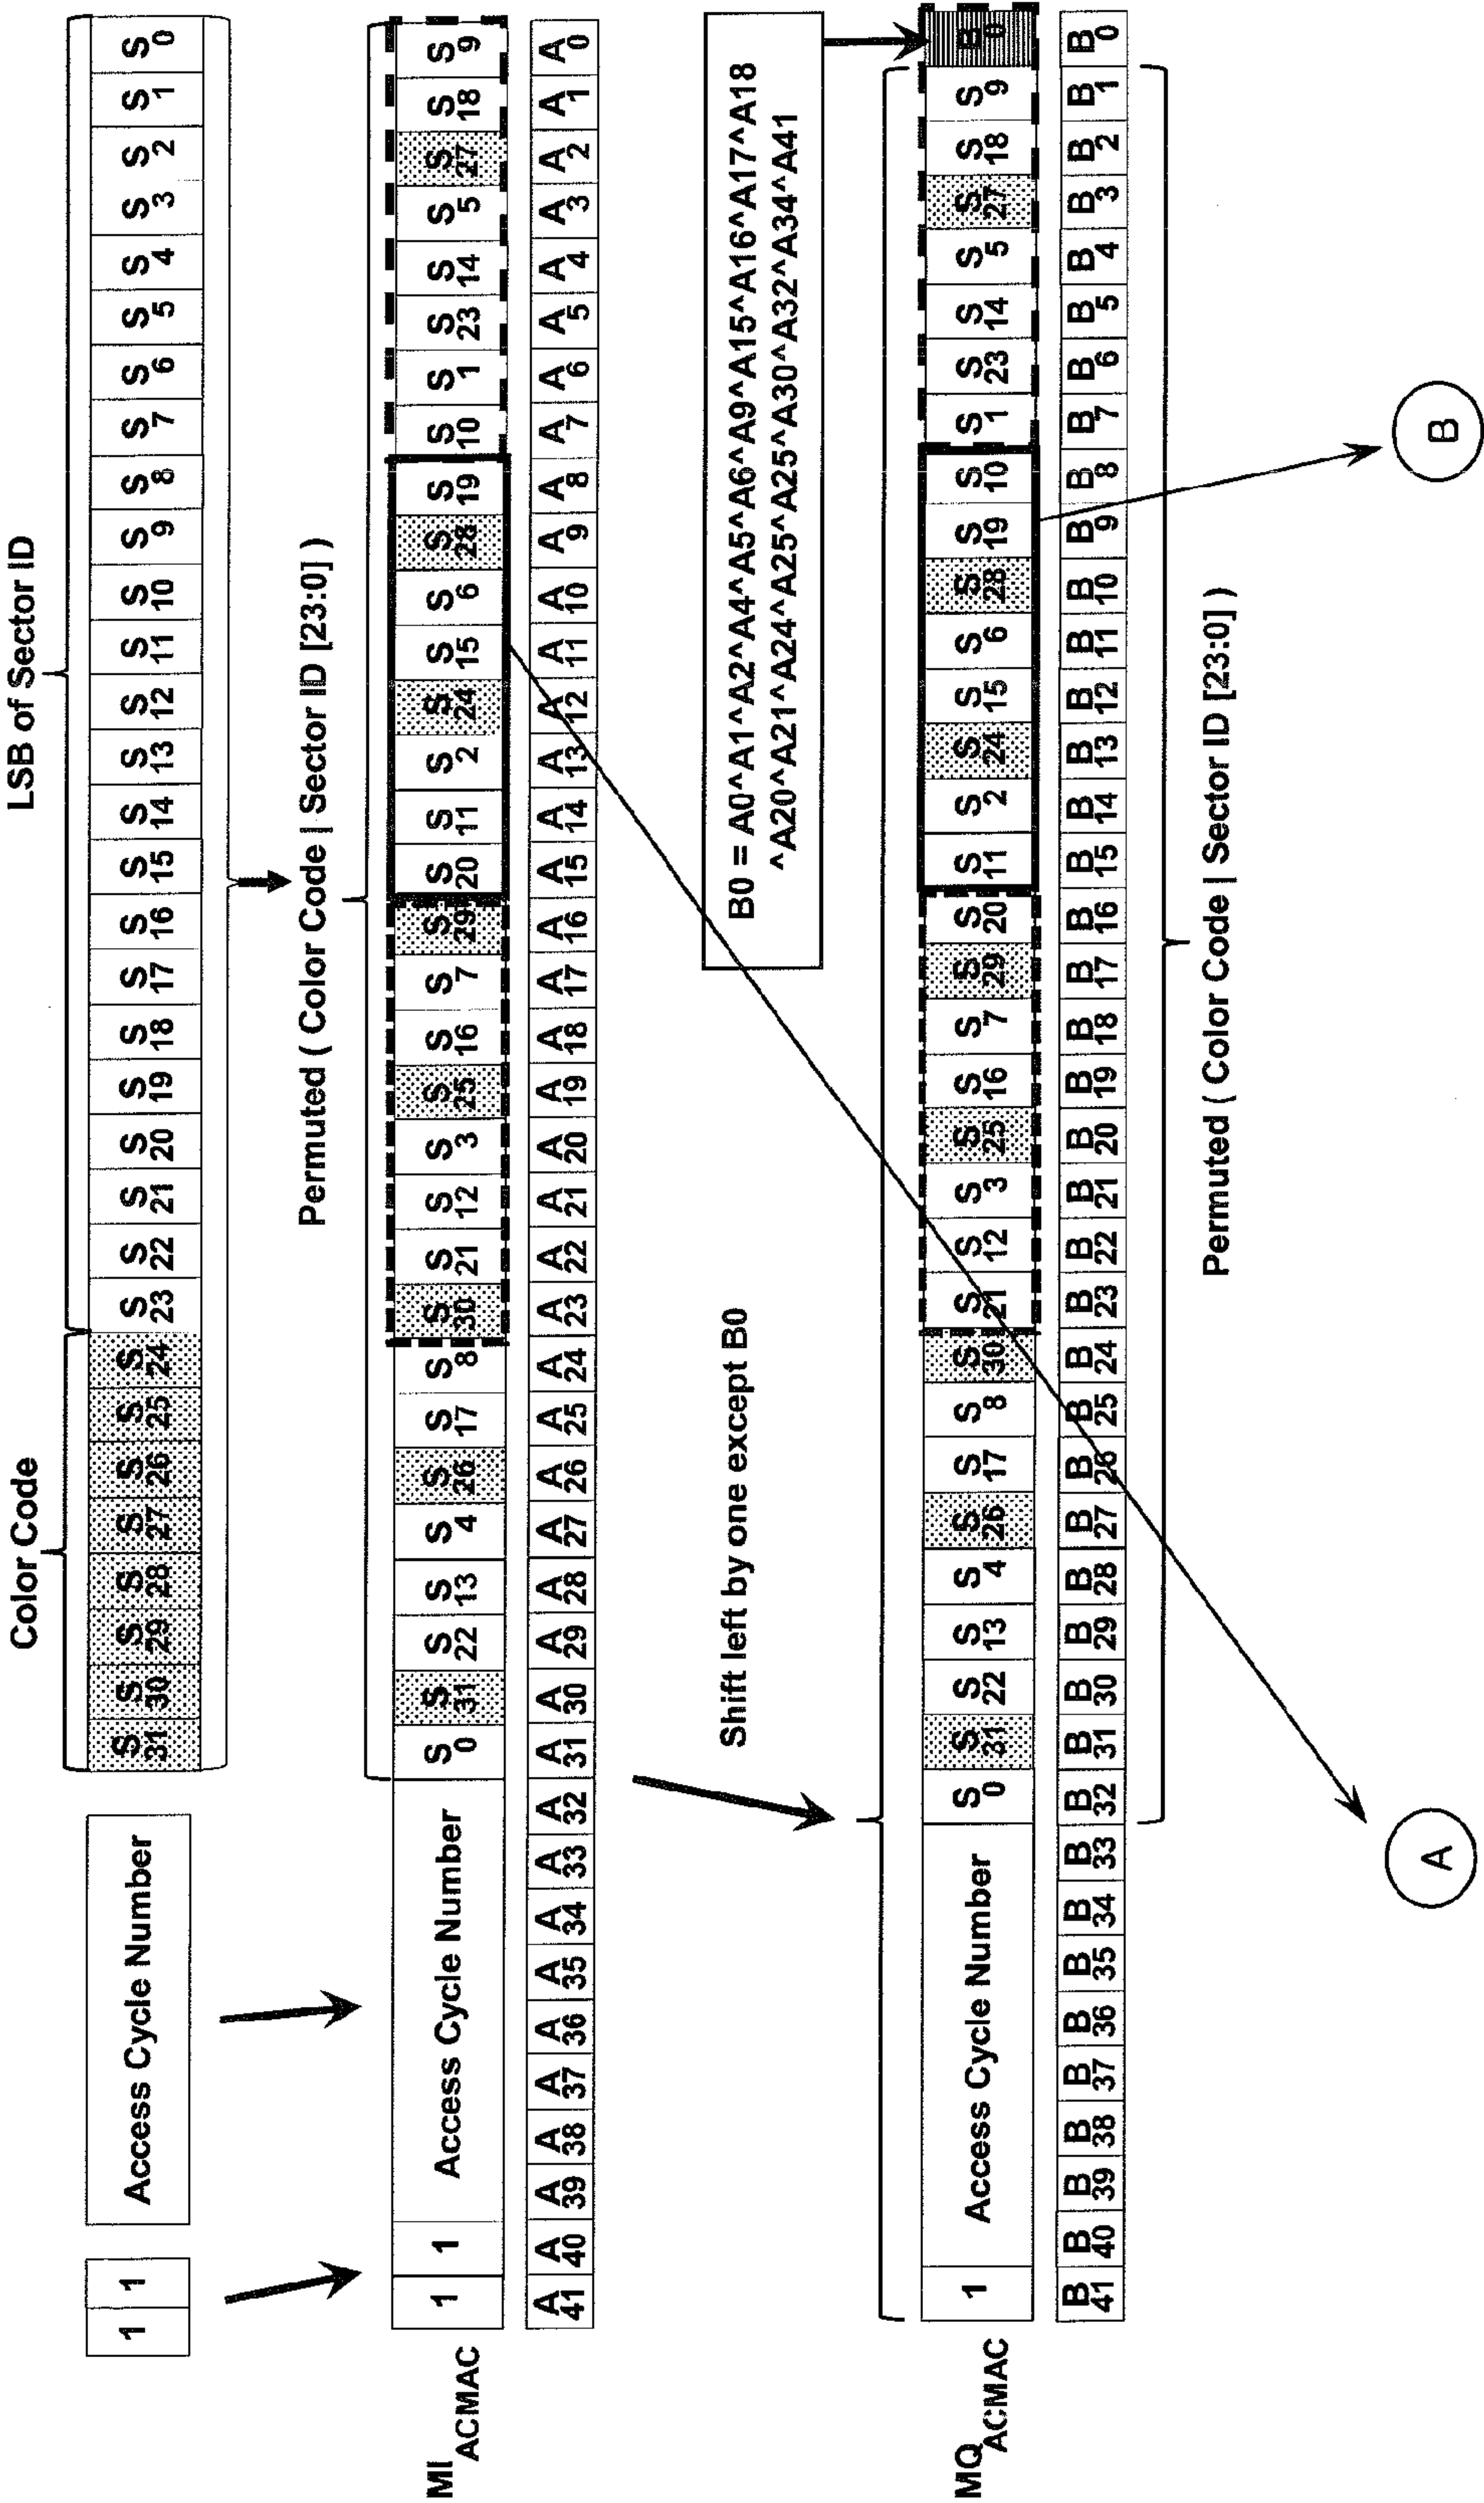 Color Code LSB of Sector ID
1 1 Access Cycle Number S31 S30 S29 S28 S27 S26 S25 S24 S23 S22 S21 S20 S19 S18 S17 S16 S15 S14 S13 S12 S11 S10 S9 S8 S7 S6 S5 S4 S3 S2 S1 S0
Permuted ( Color Code | Sector ID [23:0] )
MI ACMAC 1 1 Access Cycle Number S0 S31 S22 S13 S4 S26 S17 S8 S30 S21 S12 S3 S25 S16 S7 S29 S20 S11 S2 S24 S15 S6 S28 S19 S10 S1 S23 S14 S5 S27 S18 S9
A41 A40 A39 A38 A37 A36 A35 A34 A33 A32 A31 A30 A29 A28 A27 A26 A25 A24 A23 A22 A21 A20 A19 A18 A17 A16 A15 A14 A13 A12 A11 A10 A9 A8 A7 A6 A5 A4 A3 A2 A1 A0
Shift left by one except B0
B0 = A0^A1^A2^A4^A5^A6^A9^A15^A16^A17^A18
^A20^A21^A24^A25^A25^A30^A32^A34^A41
MQ ACMAC 1 Access Cycle Number S0 S31 S22 S13 S4 S26 S17 S8 S30 S21 S12 S3 S25 S16 S7 S29 S20 S11 S2 S24 S15 S6 S28 S19 S10 S1 S23 S14 S5 S27 S18 S9 B0
B41 B40 B39 B38 B37 B36 B35 B34 B33 B32 B31 B30 B29 B28 B27 B26 B25 B24 B23 B22 B21 B20 B19 B18 B17 B16 B15 B14 B13 B12 B11 B10 B9 B8 B7 B6 B5 B4 B3 B2 B1 B0
Permuted ( Color Code | Sector ID [23:0] )
A B